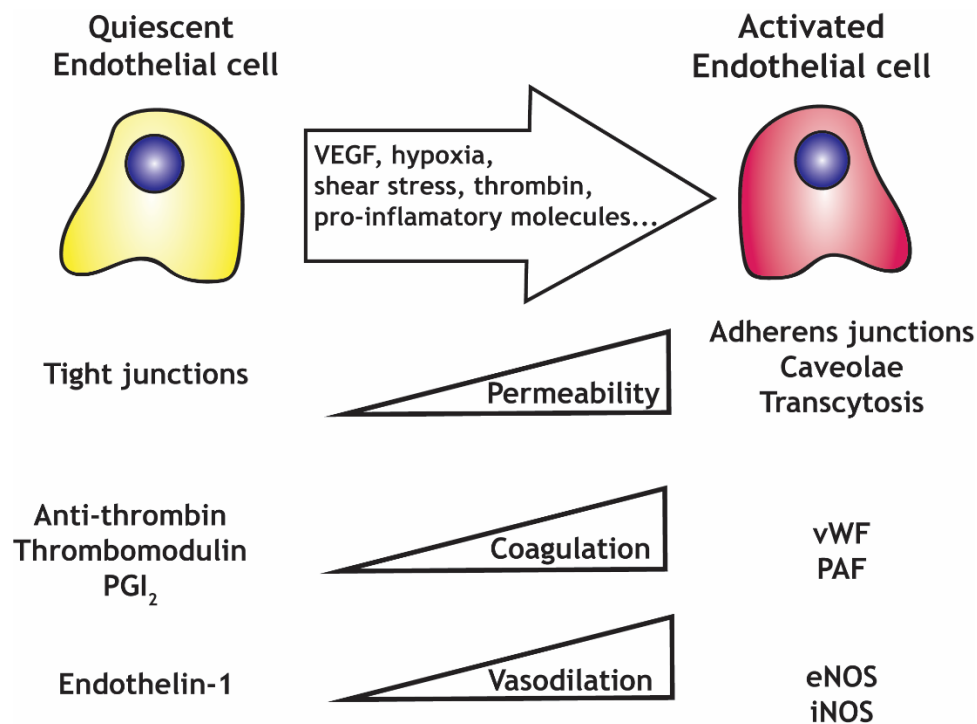 Quiescent
Endothelial cell
Activated
Endothelial cell
VEGF, hypoxia,
shear stress, thrombin,
pro-inflamatory molecules...
Tight junctions
Permeability
Adherens junctions
Caveolae
Transcytosis
Anti-thrombin
Thrombomodulin
PGI₂
Coagulation
vWF
PAF
Endothelin-1
Vasodilation
eNOS
iNOS